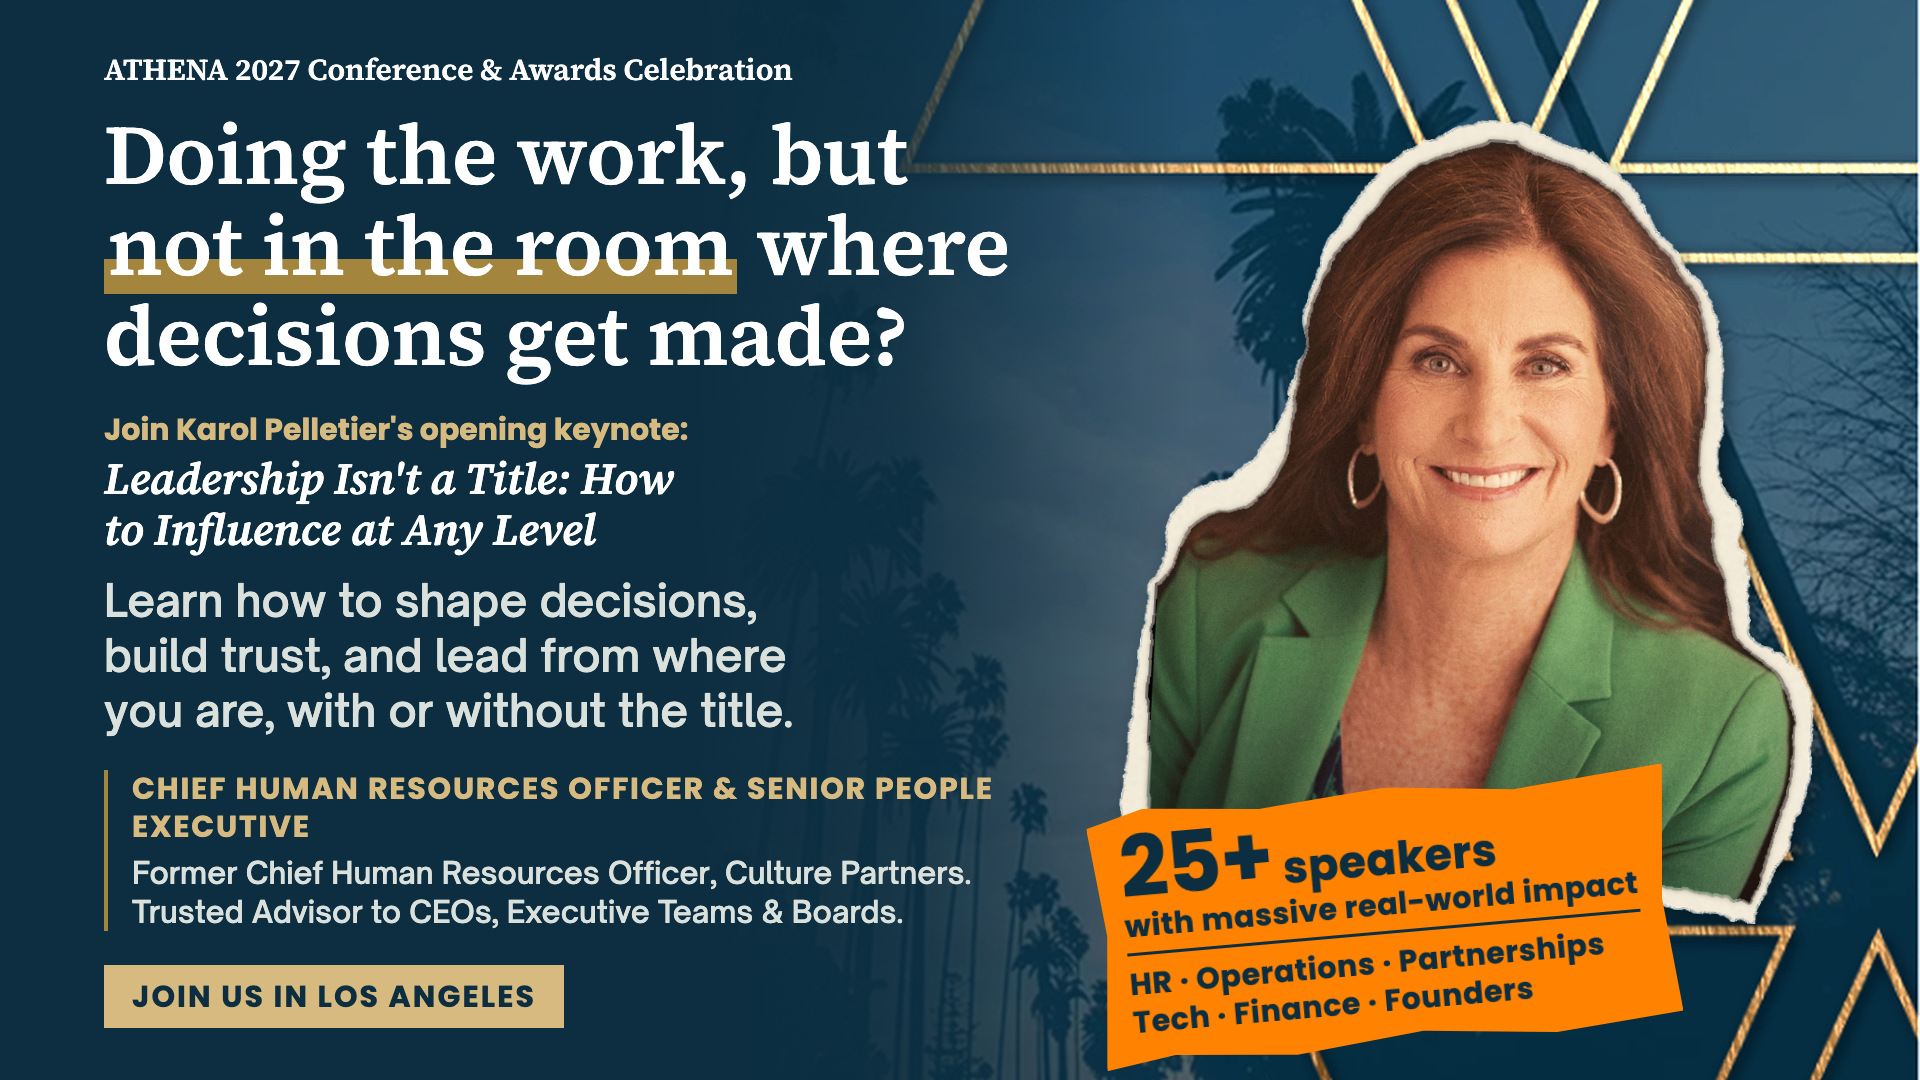 ATHENA 2027 Conference & Awards Celebration
Doing the work, but
not in the room where
decisions get made?
Join Karol Pelletier's opening keynote:
Leadership Isn't a Title: How
to Influence at Any Level
Learn how to shape decisions,
build trust, and lead from where
you are, with or without the title.
CHIEF HUMAN RESOURCES OFFICER & SENIOR PEOPLE
EXECUTIVE
Former Chief Human Resources Officer, Culture Partners.
Trusted Advisor to CEOs, Executive Teams & Boards.
JOIN US IN LOS ANGELES
25+ speakers
with massive real-world impact
HR · Operations · Partnerships
Tech · Finance · Founders